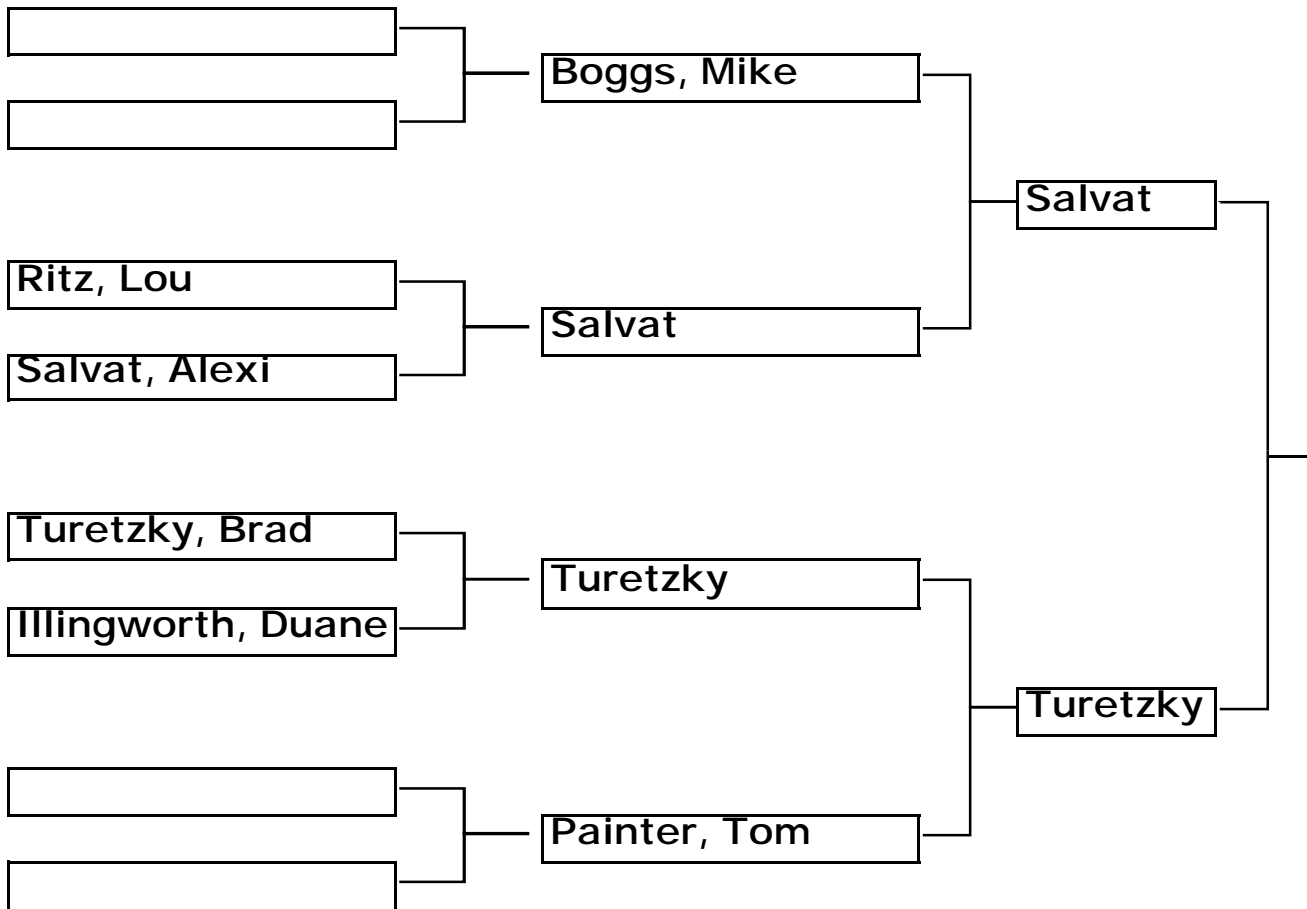 Boggs, Mike
Salvat
Ritz, Lou
Salvat
Salvat, Alexi
Turetzky, Brad
Turetzky
Illingworth, Duane
Turetzky
Painter, Tom